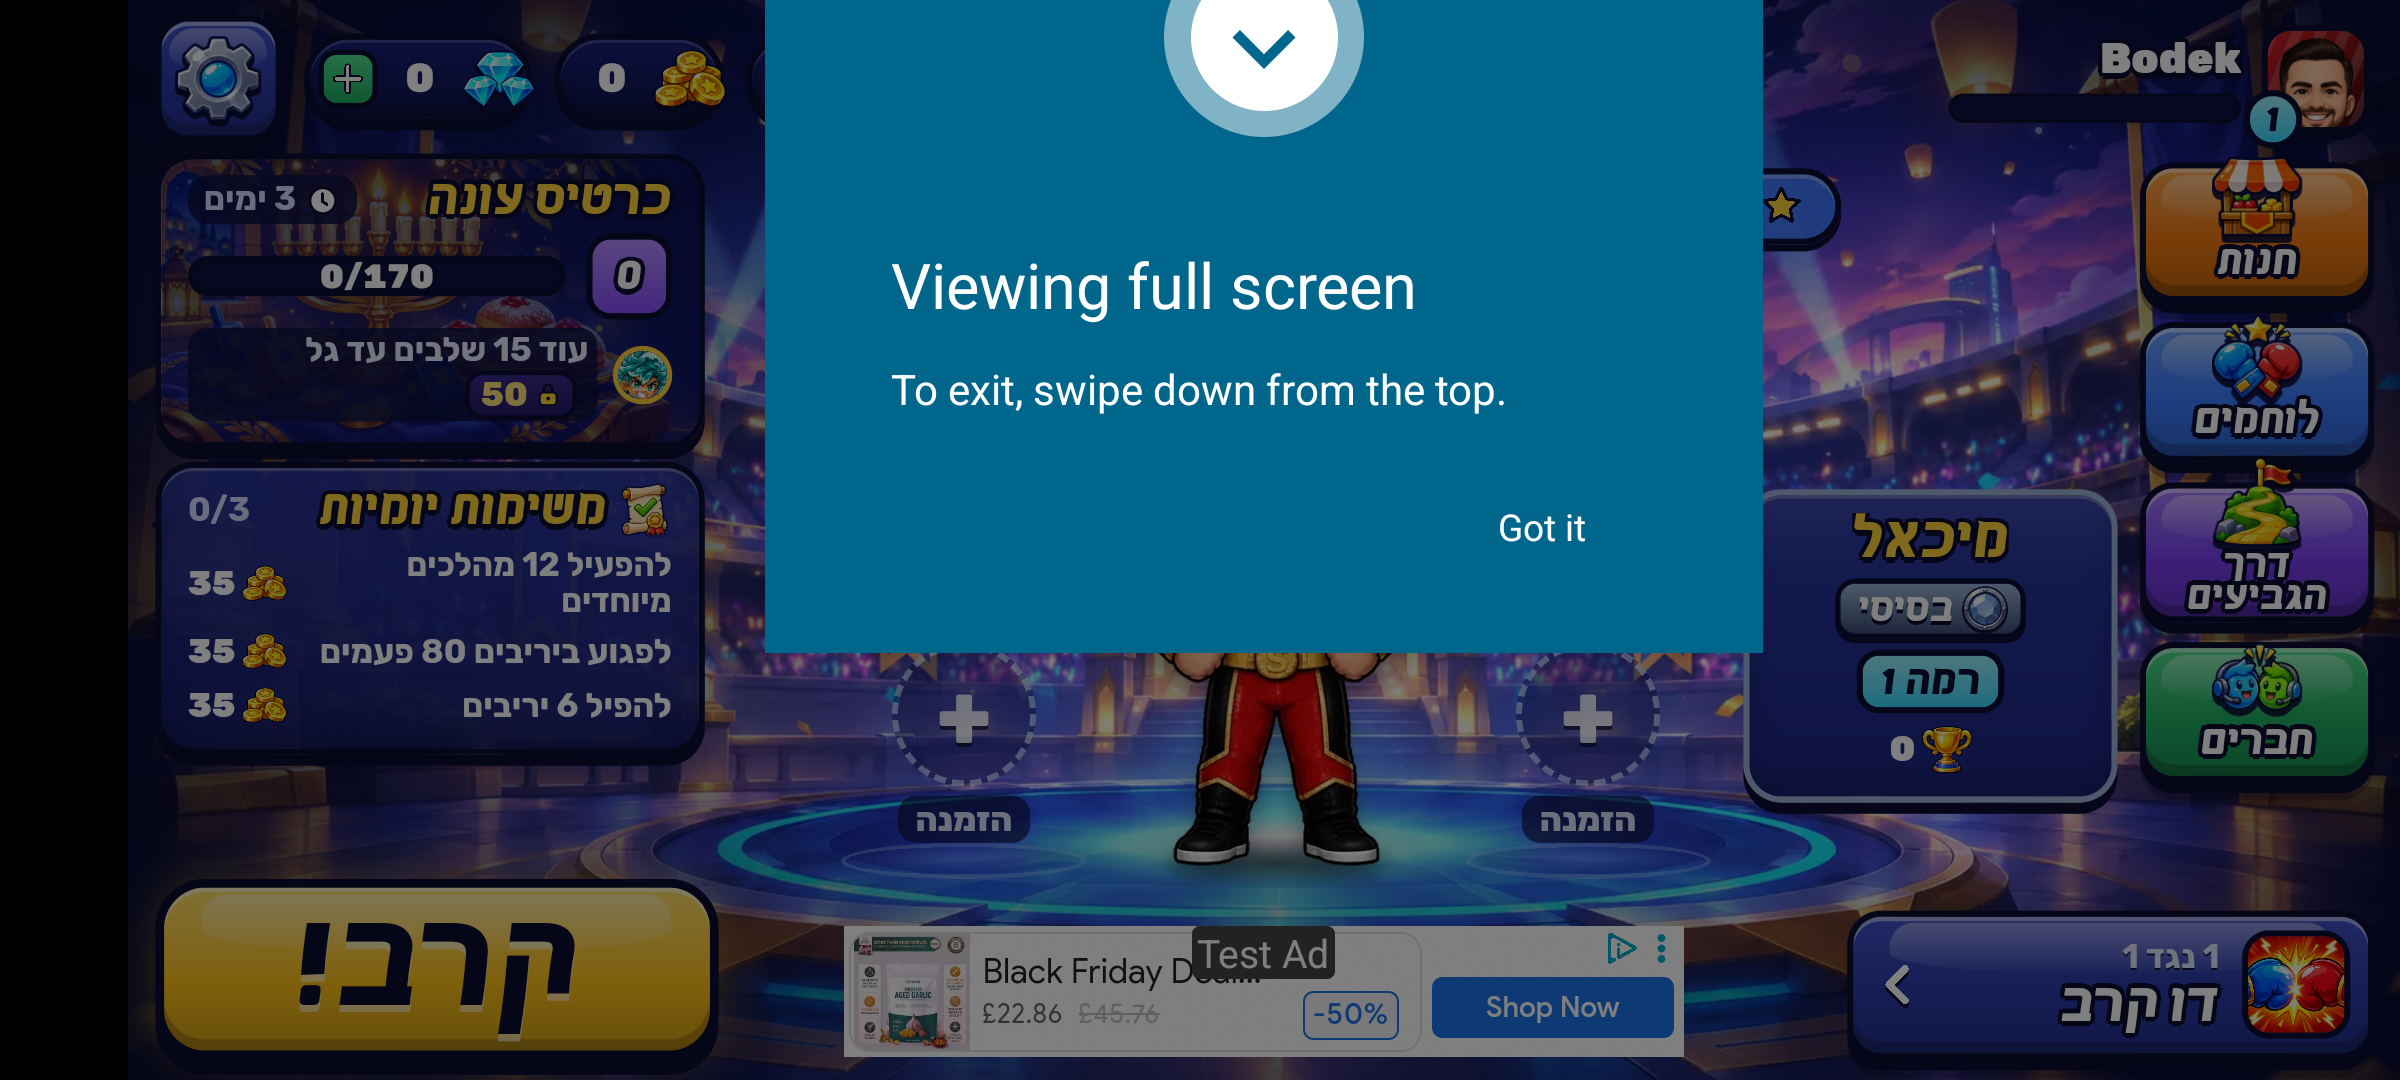 0
0
Bodek
1
כרטיס עונה
3 ימים
0/170
0
עוד 15 שלבים עד גל
50
משימות יומיות
0/3
להפעיל 12 מהלכים
מיוחדים
35
לפגוע ביריבים 80 פעמים
35
להפיל 6 יריבים
35
קרב!
Viewing full screen
To exit, swipe down from the top.
Got it
הזמנה
הזמנה
מיכאל
בסיסי
רמה 1
0
חנות
לוחמים
דרך
הגביעים
חברים
Test Ad
Black Friday
£22.86 £45.76
-50%
Shop Now
1 נגד 1
דו קרב